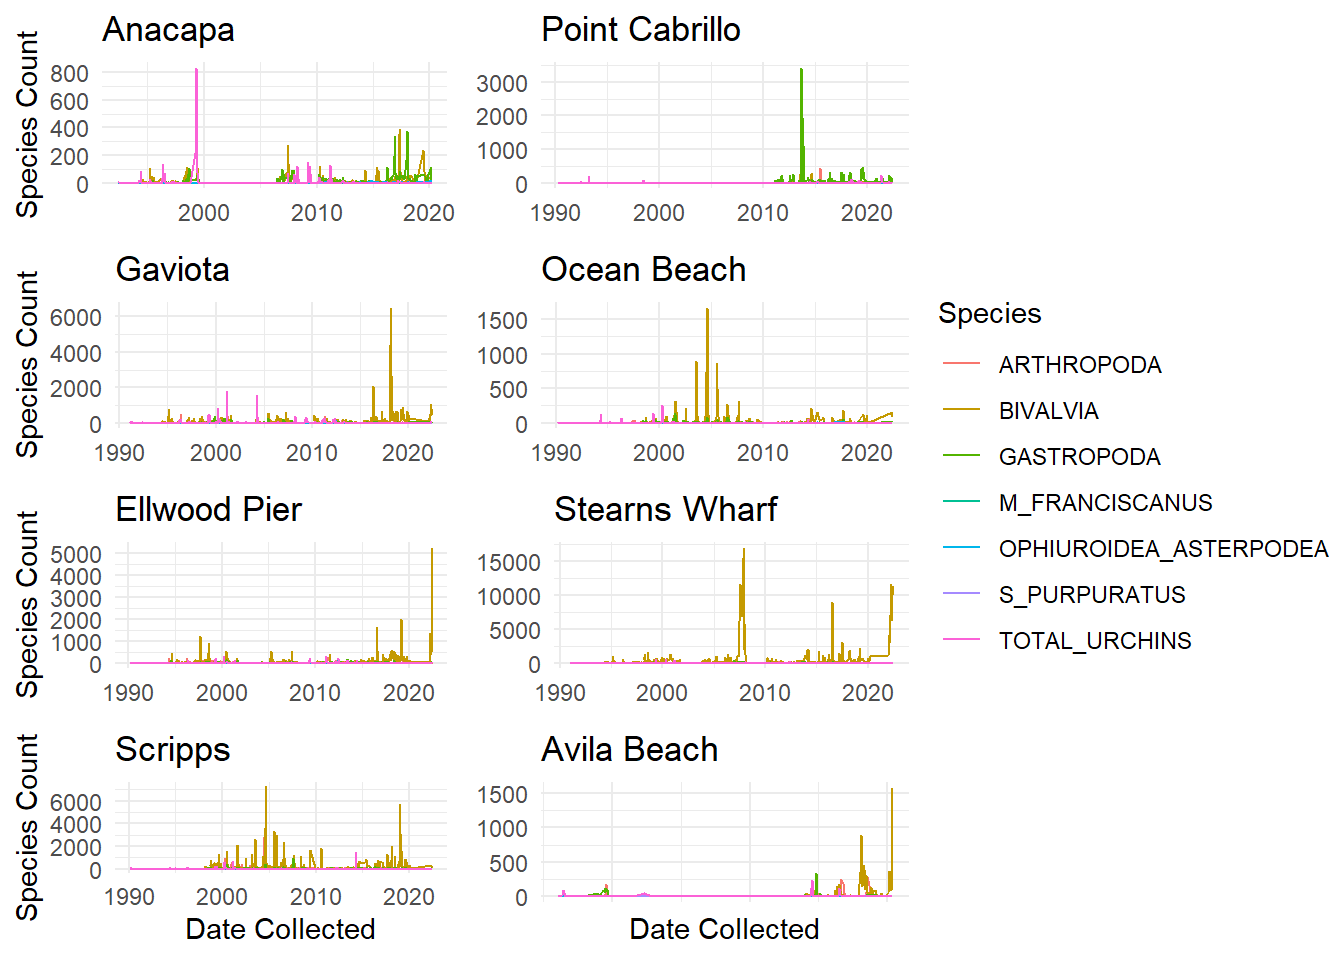 Anacapa
Species Count
800
600
400
200
0
2000
2010
2020
Point Cabrillo
3000
2000
1000
0
1990
2000
2010
2020
Gaviota
Species Count
6000
4000
2000
0
1990
2000
2010
2020
Ocean Beach
1500
1000
500
0
1990
2000
2010
2020
Ellwood Pier
Species Count
5000
4000
3000
2000
1000
0
1990
2000
2010
2020
Stearns Wharf
15000
10000
5000
0
1990
2000
2010
2020
Scripps
Species Count
6000
4000
2000
0
1990
2000
2010
2020
Date Collected
Avila Beach
1500
1000
500
0
Date Collected
Species
ARTHROPODA
BIVALVIA
GASTROPODA
M_FRANCISCANUS
OPHIUROIDEA_ASTERPODEA
S_PURPURATUS
TOTAL_URCHINS